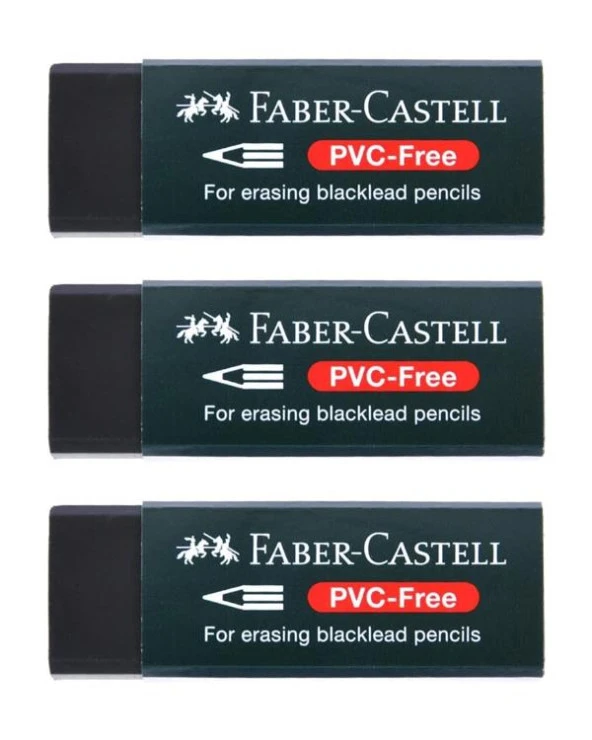 FABER-CASTELL
PVC-Free
For erasing blacklead pencils
FABER-CASTELL
PVC-Free
For erasing blacklead pencils
FABER-CASTELL
PVC-Free
For erasing blacklead pencils